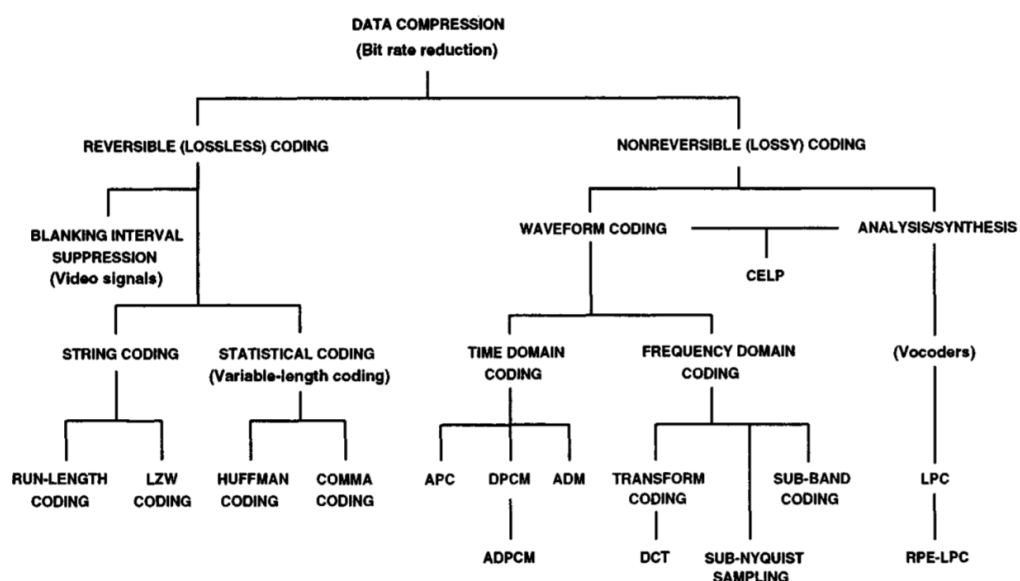 DATA COMPRESSION
(Bit rate reduction)
REVERSIBLE (LOSSLESS) CODING
NONREVERSIBLE (LOSSY) CODING
BLANKING INTERVAL
SUPPRESSION
(Video signals)
WAVEFORM CODING
ANALYSIS/SYNTHESIS
CELP
STRING CODING
STATISTICAL CODING
(Variable-length coding)
TIME DOMAIN
CODING
FREQUENCY DOMAIN
CODING
(Vocoders)
RUN-LENGTH
CODING
LZW
CODING
HUFFMAN
CODING
COMMA
CODING
APC
DPCM
ADM
TRANSFORM
CODING
SUB-BAND
CODING
LPC
ADPCM
DCT
SUB-NYQUIST
SAMPLING
RPE-LPC